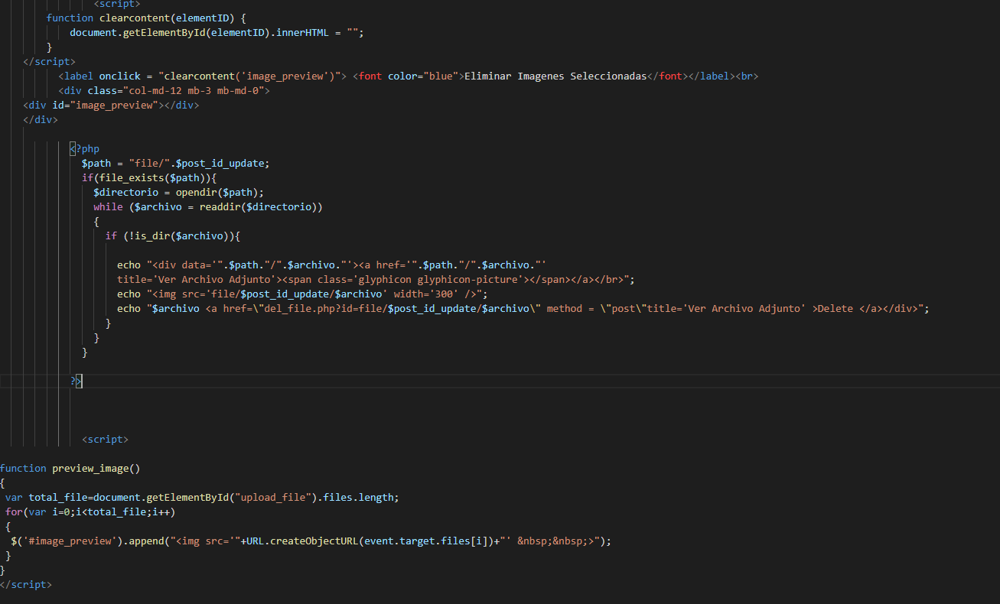 <script>
function clearcontent(elementID) {
document.getElementById(elementID).innerHTML = "";
}
</script>
<label onclick = "clearcontent('image_preview')"> <font color="blue">Eliminar Imagenes Seleccionadas</font></label><br>
<div class="col-md-12 mb-3 mb-md-0">
<div id="image_preview"></div>
</div>
<?php
$path = "file/".$post_id_update;
if(file_exists($path)){
$directorio = opendir($path);
while ($archivo = readdir($directorio))
{
if (!is_dir($archivo)){
echo "<div data='".$path."/".$archivo."'><a href='".$path."/".$archivo."'
title='Ver Archivo Adjunto'><span class='glyphicon glyphicon-picture'></span></a></br>";
echo "<img src='file/$post_id_update/$archivo' width='300' />";
echo "$archivo <a href=\"del_file.php?id=file/$post_id_update/$archivo\" method = \"post\"title='Ver Archivo Adjunto' >Delete </a></div>";
}
}
}
?>
<script>
function preview_image()
{
var total_file=document.getElementById("upload_file").files.length;
for(var i=0;i<total_file;i++)
{
$('#image_preview').append("<img src='"+URL.createObjectURL(event.target.files[i])+"' &nbsp;&nbsp;>");
}
}
</script>